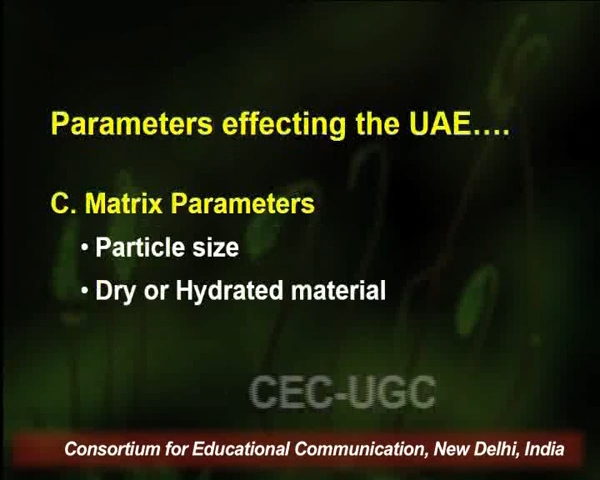 Parameters effecting the UAE....
C. Matrix Parameters
• Particle size
• Dry or Hydrated material
CEC-UGC
Consortium for Educational Communication, New Delhi, India